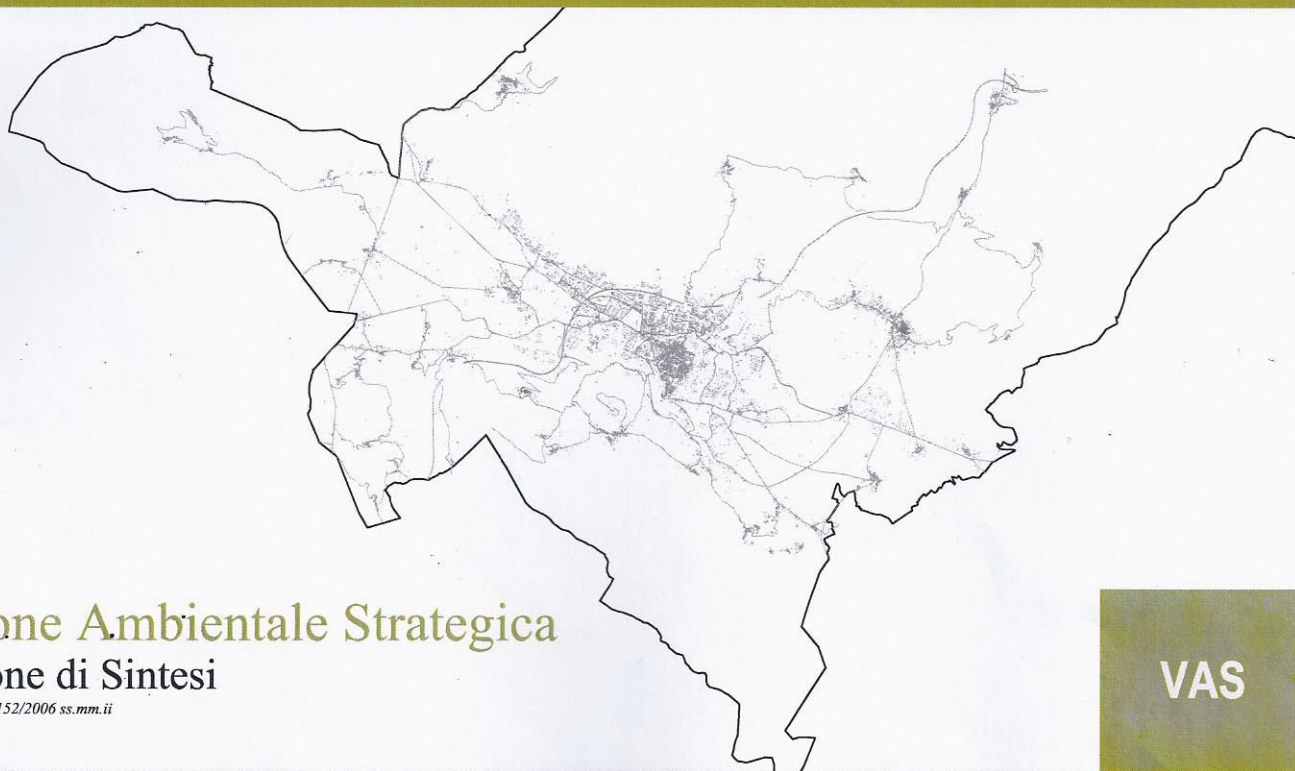 one Ambientale Strategica
one di Sintesi
152/2006 ss.mm.ii
VAS